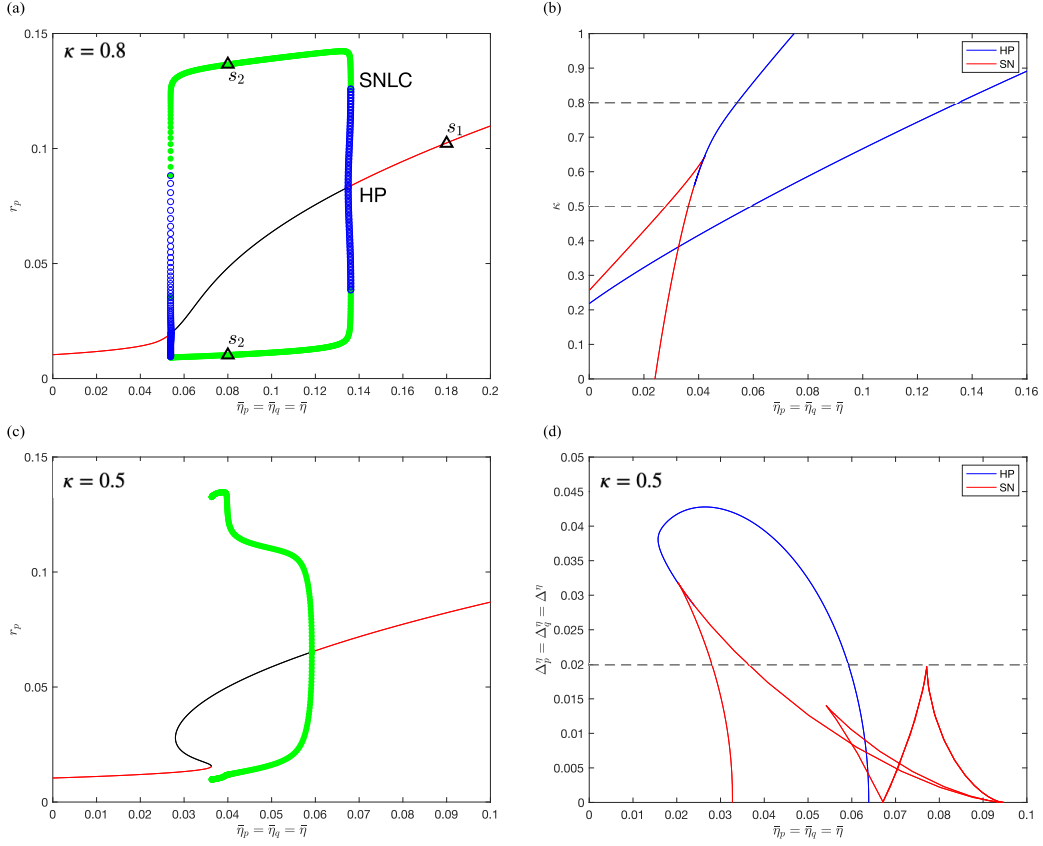 (a)
κ = 0.8
0.15
0.1
0.05
0
r_p
s_2
SNLC
s_1
HP
s_2
0 0.02 0.04 0.06 0.08 0.1 0.12 0.14 0.16 0.18 0.2
η̄_p = η̄_q = η̄
(b)
HP
SN
1
0.9
0.8
0.7
0.6
0.5
0.4
0.3
0.2
0.1
0
κ
0 0.02 0.04 0.06 0.08 0.1 0.12 0.14 0.16
η̄_p = η̄_q = η̄
(c)
κ = 0.5
0.15
0.1
0.05
0
r_p
0 0.01 0.02 0.03 0.04 0.05 0.06 0.07 0.08 0.09 0.1
η̄_p = η̄_q = η̄
(d)
κ = 0.5
HP
SN
0.05
0.045
0.04
0.035
0.03
0.025
0.02
0.015
0.01
0.005
0
Δ_p^η = Δ_q^η = Δ^η
0 0.01 0.02 0.03 0.04 0.05 0.06 0.07 0.08 0.09 0.1
η̄_p = η̄_q = η̄